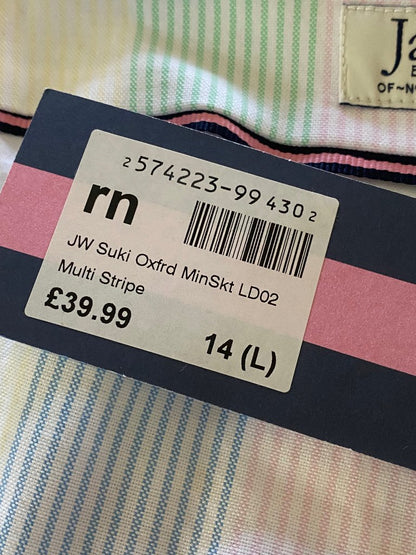 2 574223-99 430 2
rn
JW Suki Oxfrd MinSkt LD02
Multi Stripe
£39.99
14 (L)